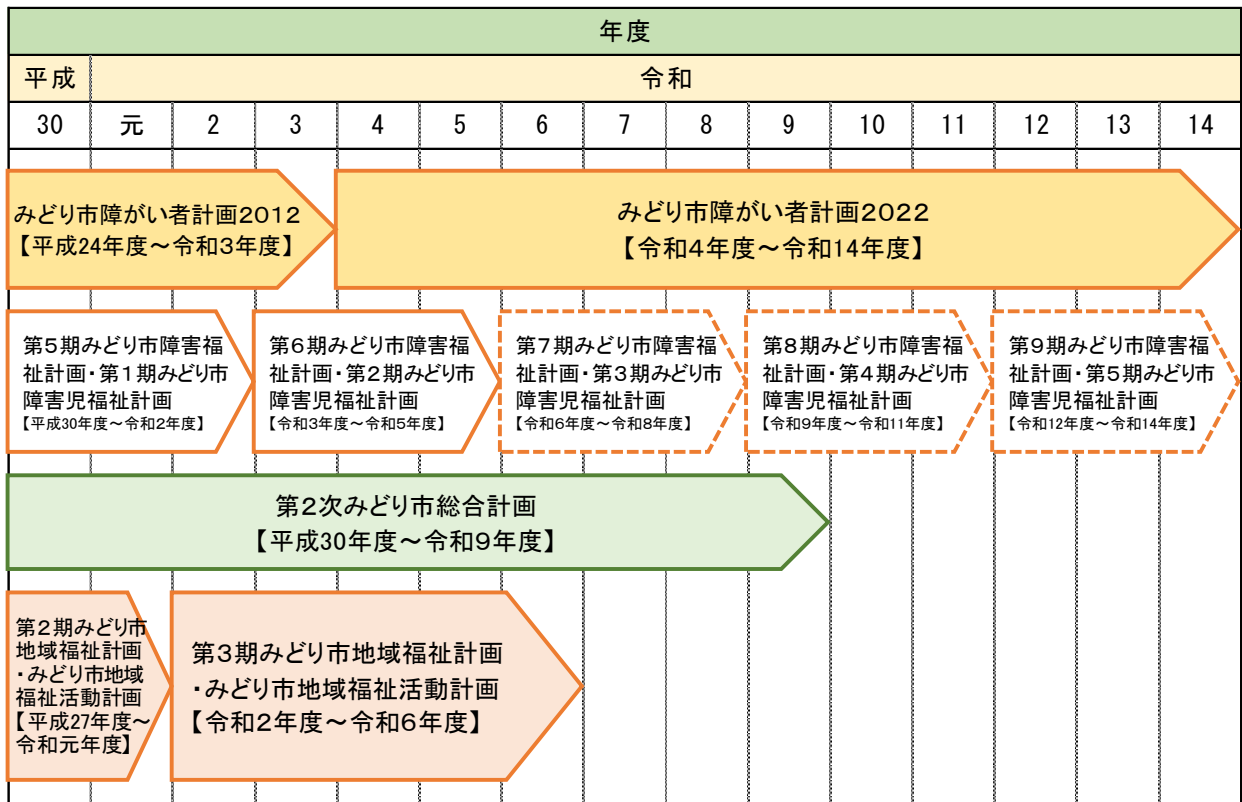 年度
平成 令和
30 元 2 3 4 5 6 7 8 9 10 11 12 13 14
みどり市障がい者計画2012
【平成24年度～令和3年度】
みどり市障がい者計画2022
【令和4年度～令和14年度】
第5期みどり市障害福
祉計画・第1期みどり市
障害児福祉計画
【平成30年度～令和2年度】
第6期みどり市障害福
祉計画・第2期みどり市
障害児福祉計画
【令和3年度～令和5年度】
第7期みどり市障害福
祉計画・第3期みどり市
障害児福祉計画
【令和6年度～令和8年度】
第8期みどり市障害福
祉計画・第4期みどり市
障害児福祉計画
【令和9年度～令和11年度】
第9期みどり市障害福
祉計画・第5期みどり市
障害児福祉計画
【令和12年度～令和14年度】
第2次みどり市総合計画
【平成30年度～令和9年度】
第2期みどり市
地域福祉計画
・みどり市地域
福祉活動計画
【平成27年度～
令和元年度】
第3期みどり市地域福祉計画
・みどり市地域福祉活動計画
【令和2年度～令和6年度】